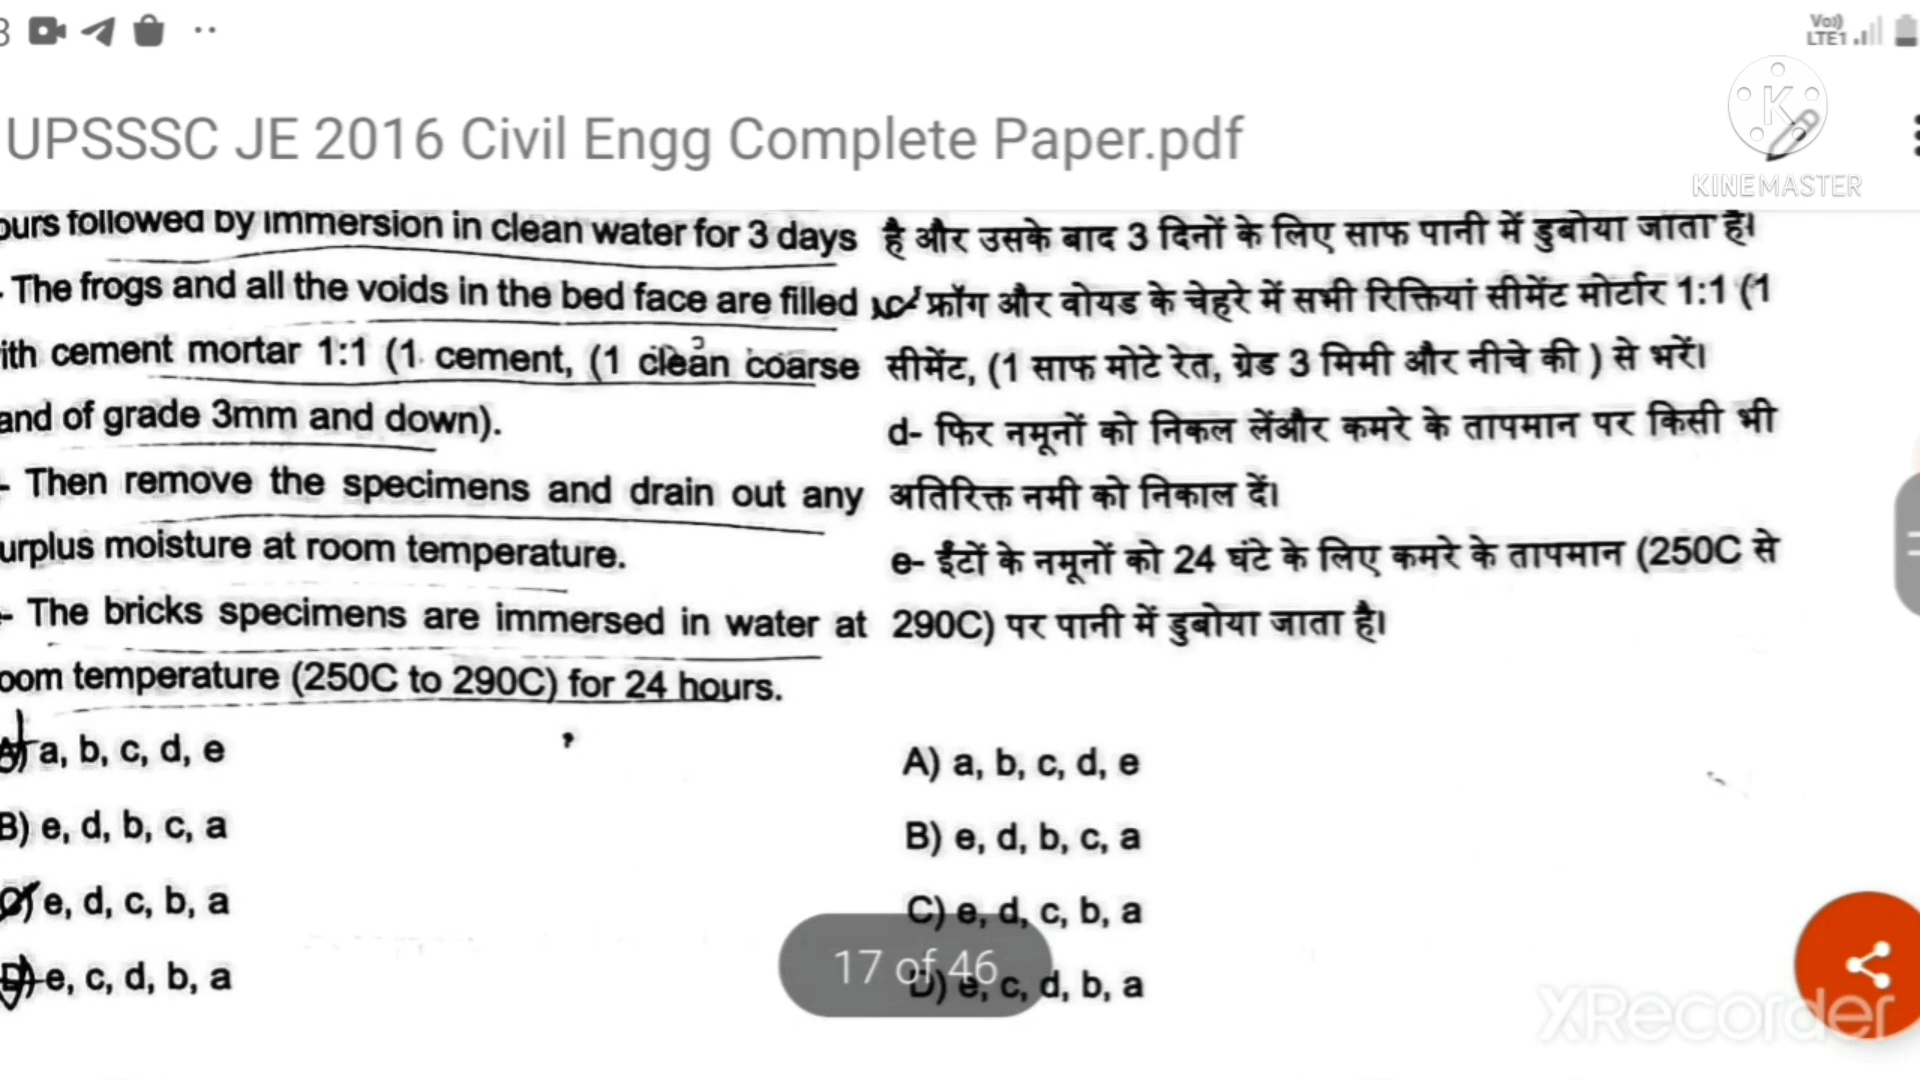 Vo))
LTE1
UPSSSC JE 2016 Civil Engg Complete Paper.pdf
KINEMASTER
ours followed by immersion in clean water for 3 days
The frogs and all the voids in the bed face are filled
ith cement mortar 1:1 (1 cement, (1 clean coarse
and of grade 3mm and down).
- Then remove the specimens and drain out any
urplus moisture at room temperature.
- The bricks specimens are immersed in water at
oom temperature (250C to 290C) for 24 hours.
A) a, b, c, d, e
B) e, d, b, c, a
C) e, d, c, b, a
D) e, c, d, b, a
है और उसके बाद 3 दिनों के लिए साफ पानी में डुबोया जाता है।
c- फ्रॉग और वोयड के चेहरे में सभी रिक्तियां सीमेंट मोर्टार 1:1 (1
सीमेंट, (1 साफ मोटे रेत, ग्रेड 3 मिमी और नीचे की ) से भरें।
d- फिर नमूनों को निकल लेंऔर कमरे के तापमान पर किसी भी
अतिरिक्त नमी को निकाल दें।
e- ईंटों के नमूनों को 24 घंटे के लिए कमरे के तापमान (250C से
290C) पर पानी में डुबोया जाता है।
A) a, b, c, d, e
B) e, d, b, c, a
C) e, d, c, b, a
D) e, c, d, b, a
17 of 46
XRecorder